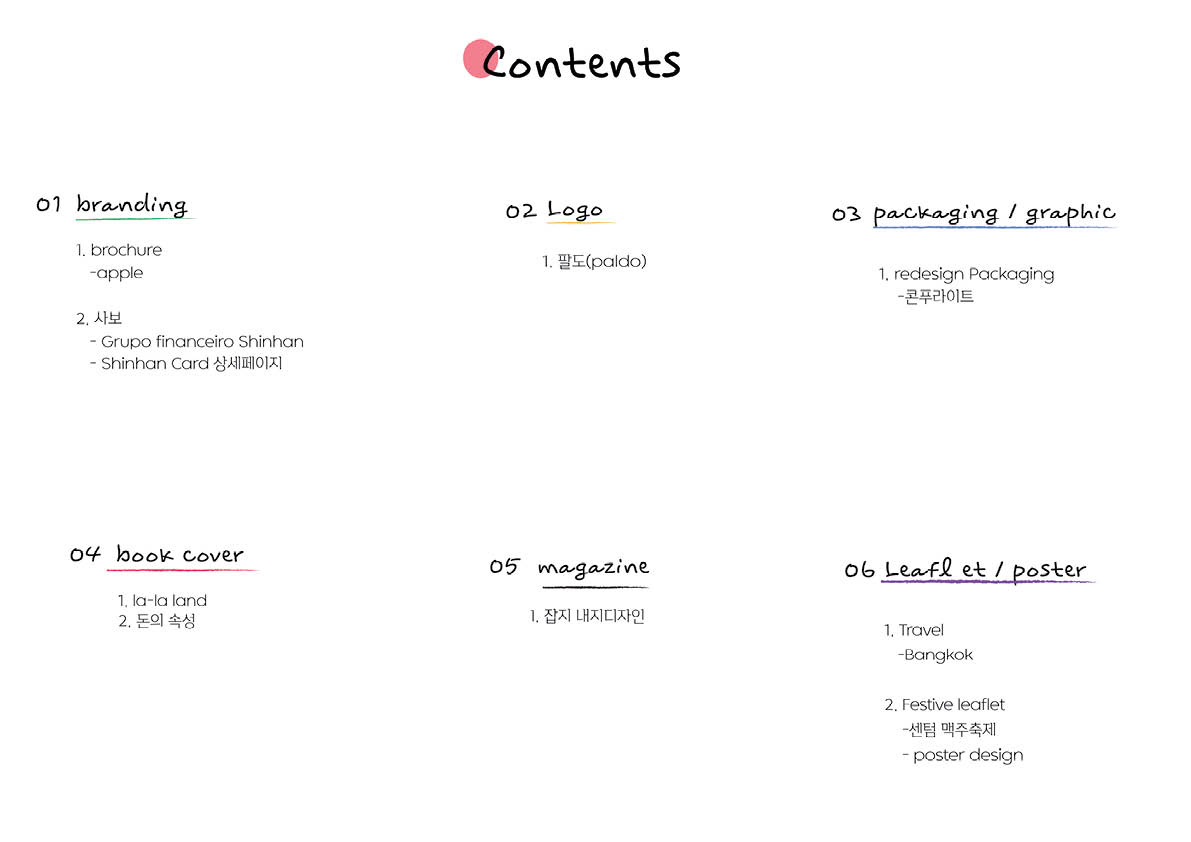 Contents
01 branding
1. brochure
-apple
2. 사보
- Grupo financeiro Shinhan
- Shinhan Card 상세페이지
02 Logo
1. 팔도(paldo)
03 packaging / graphic
1. redesign Packaging
-콘푸라이트
04 book cover
1. la-la land
2. 돈의 속성
05 magazine
1. 잡지 내지디자인
06 Leafl et / poster
1. Travel
-Bangkok
2. Festive leaflet
-센텀 맥주축제
- poster design